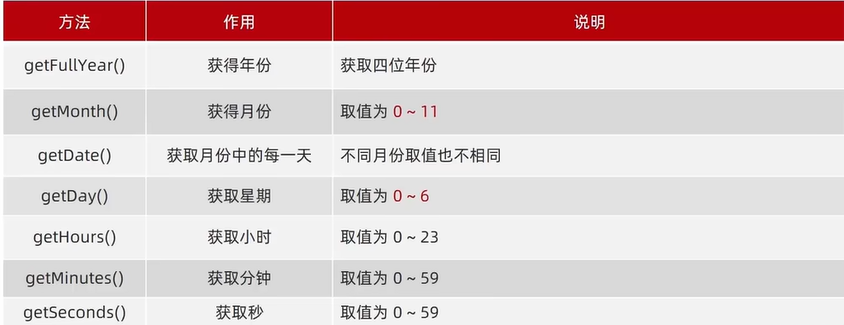 方法 作用 说明
getFullYear() 获得年份 获取四位年份
getMonth() 获得月份 取值为 0 ~ 11
getDate() 获取月份中的每一天 不同月份取值也不相同
getDay() 获取星期 取值为 0 ~ 6
getHours() 获取小时 取值为 0 ~ 23
getMinutes() 获取分钟 取值为 0 ~ 59
getSeconds() 获取秒 取值为 0 ~ 59